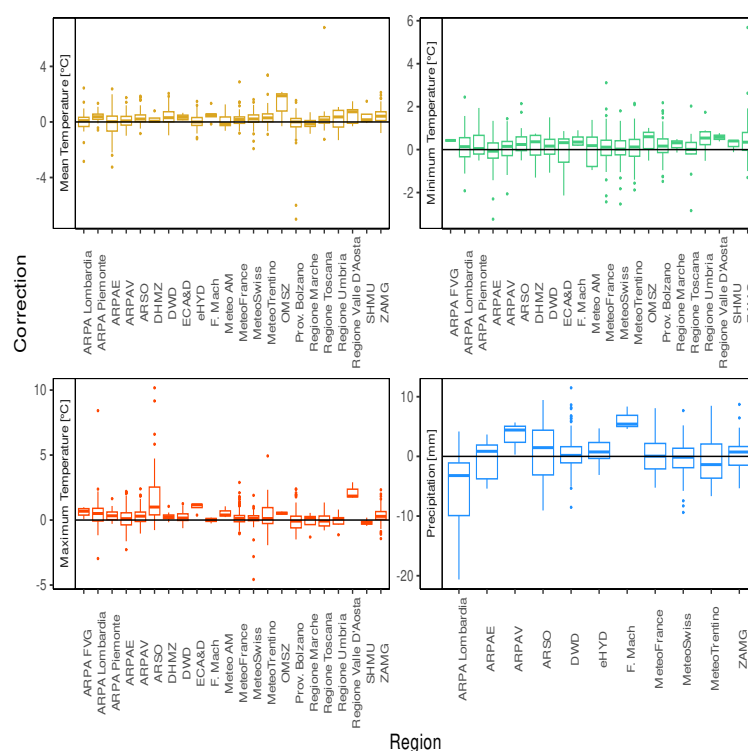 Correction
Mean Temperature [°C]
4
0
-4
ARPA Lombardia
ARPA Piemonte
ARPAE
ARPAV
ARSO
DHMZ
DWD
ECA&D
eHYD
F. Mach
Meteo AM
MeteoFrance
MeteoSwiss
MeteoTrentino
OMSZ
Prov. Bolzano
Regione Marche
Regione Toscana
Regione Umbria
Regione Valle D'Aosta
SHMU
ZAMG
Minimum Temperature [°C]
6
4
2
0
-2
ARPA FVG
ARPA Lombardia
ARPA Piemonte
ARPAE
ARPAV
ARSO
DHMZ
DWD
ECA&D
F. Mach
Meteo AM
MeteoFrance
MeteoSwiss
MeteoTrentino
OMSZ
Prov. Bolzano
Regione Marche
Regione Toscana
Regione Umbria
Regione Valle D'Aosta
SHMU
ZAMG
Maximum Temperature [°C]
10
5
0
-5
ARPA FVG
ARPA Lombardia
ARPA Piemonte
ARPAE
ARPAV
ARSO
DHMZ
DWD
ECA&D
F. Mach
Meteo AM
MeteoFrance
MeteoSwiss
MeteoTrentino
OMSZ
Prov. Bolzano
Regione Marche
Regione Toscana
Regione Umbria
Regione Valle D'Aosta
SHMU
ZAMG
Precipitation [mm]
10
0
-10
-20
ARPA Lombardia
ARPAE
ARPAV
ARSO
DWD
eHYD
F. Mach
MeteoFrance
MeteoSwiss
MeteoTrentino
ZAMG
Region